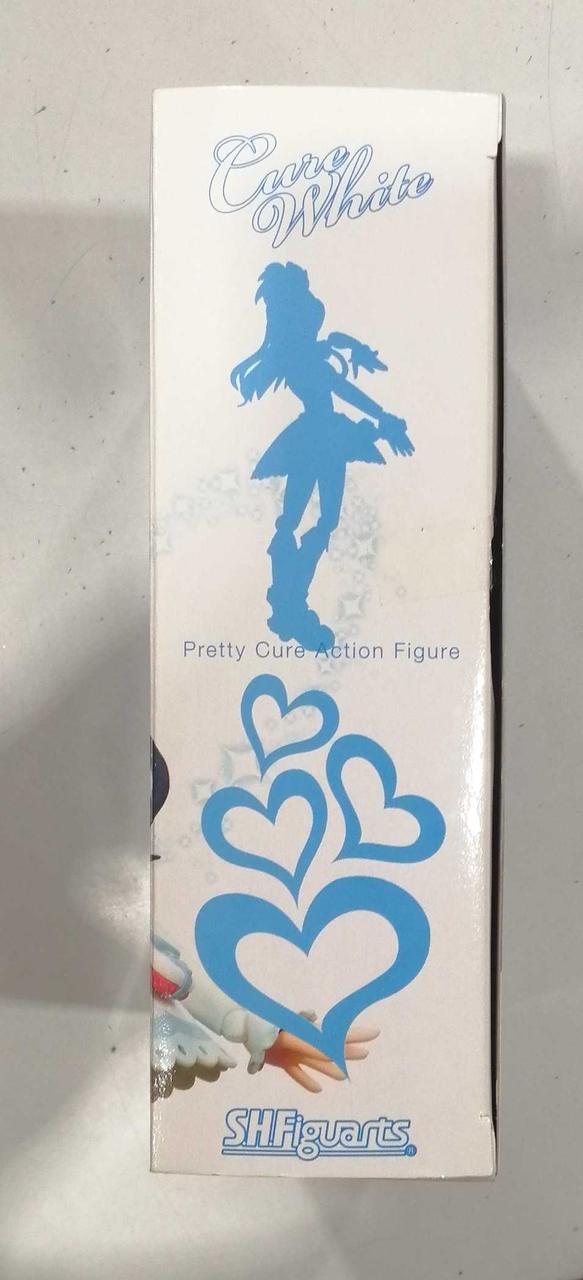 Cure
White
Pretty Cure Action Figure
S.H.Figuarts®